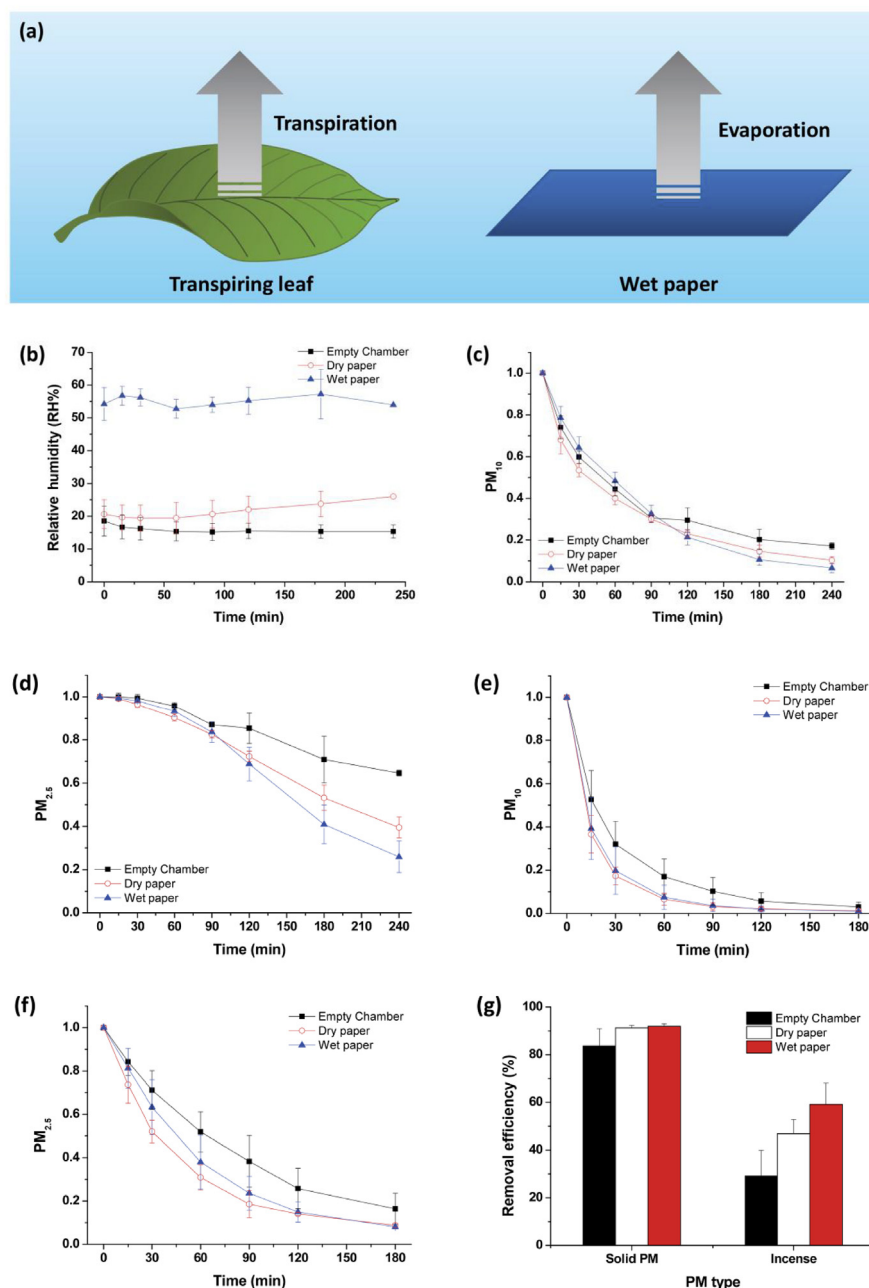 (a)
Transpiration
Evaporation
Transpiring leaf
Wet paper
(b)
70
60
50
40
30
20
10
0
Relative humidity (RH%)
Empty Chamber
Dry paper
Wet paper
0 50 100 150 200 250
Time (min)
(c)
1.0
0.8
0.6
0.4
0.2
0.0
PM10
Empty Chamber
Dry paper
Wet paper
0 30 60 90 120 150 180 210 240
Time (min)
(d)
1.0
0.8
0.6
0.4
0.2
0.0
PM2.5
Empty Chamber
Dry paper
Wet paper
0 30 60 90 120 150 180 210 240
Time (min)
(e)
1.0
0.8
0.6
0.4
0.2
0.0
PM10
Empty Chamber
Dry paper
Wet paper
0 30 60 90 120 150 180
Time (min)
(f)
1.0
0.8
0.6
0.4
0.2
0.0
PM2.5
Empty Chamber
Dry paper
Wet paper
0 30 60 90 120 150 180
Time (min)
(g)
100
80
60
40
20
0
Removal efficiency (%)
Empty Chamber
Dry paper
Wet paper
Solid PM Incense
PM type